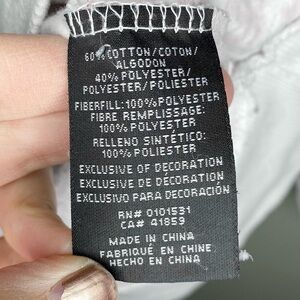 60% COTTON/COTON/
ALGODON
40% POLYESTER/
POLYESTER/POLIESTER
FIBERFILL: 100% POLYESTER
FIBRE REMPLISSAGE:
100% POLYESTER
RELLENO SINTÉTICO:
100% POLIESTER
EXCLUSIVE OF DECORATION
EXCLUSIVE DE DÉCORATION
EXCLUSIVO PARA DECORACIÓN
RN# 0101531
CA# 41859
MADE IN CHINA
FABRIQUÉ EN CHINE
HECHO EN CHINA